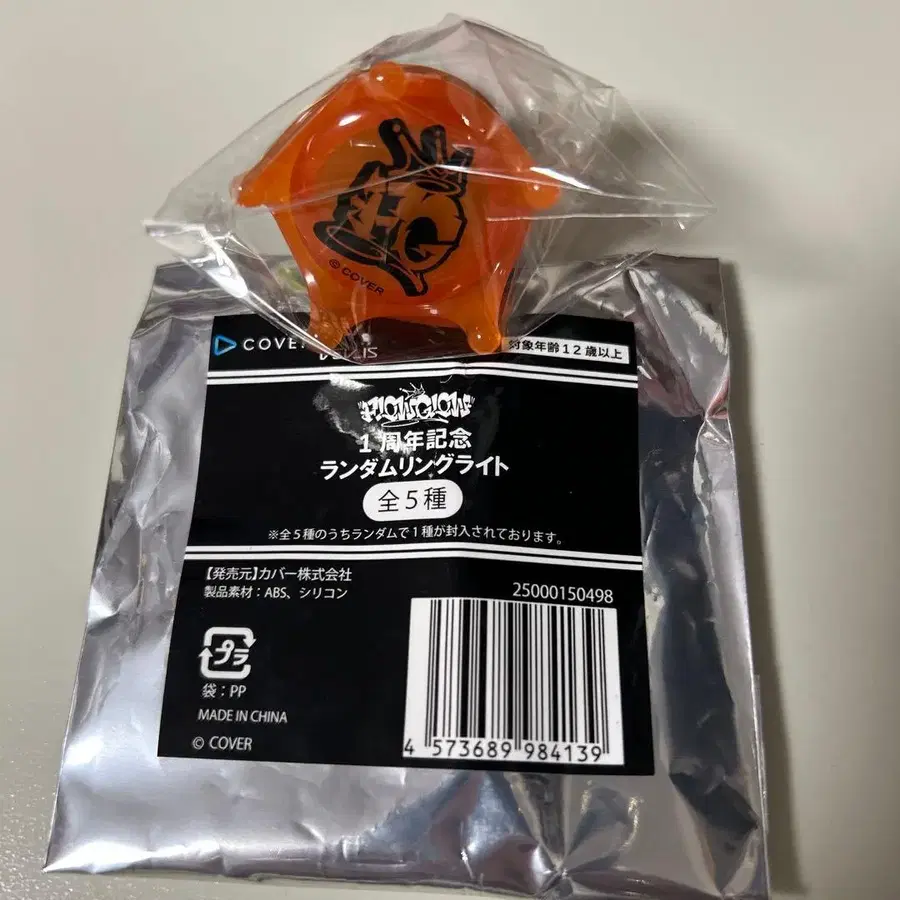 © COVER
COVE
対象年齢12歳以上
FLOWGLOW
1周年記念
ランダムリングライト
全5種
※全5種のうちランダムで1種が封入されております。
【発売元】カバー株式会社
製品素材：ABS、シリコン
25000150498
プラ
袋：PP
MADE IN CHINA
© COVER
4 573689 984139